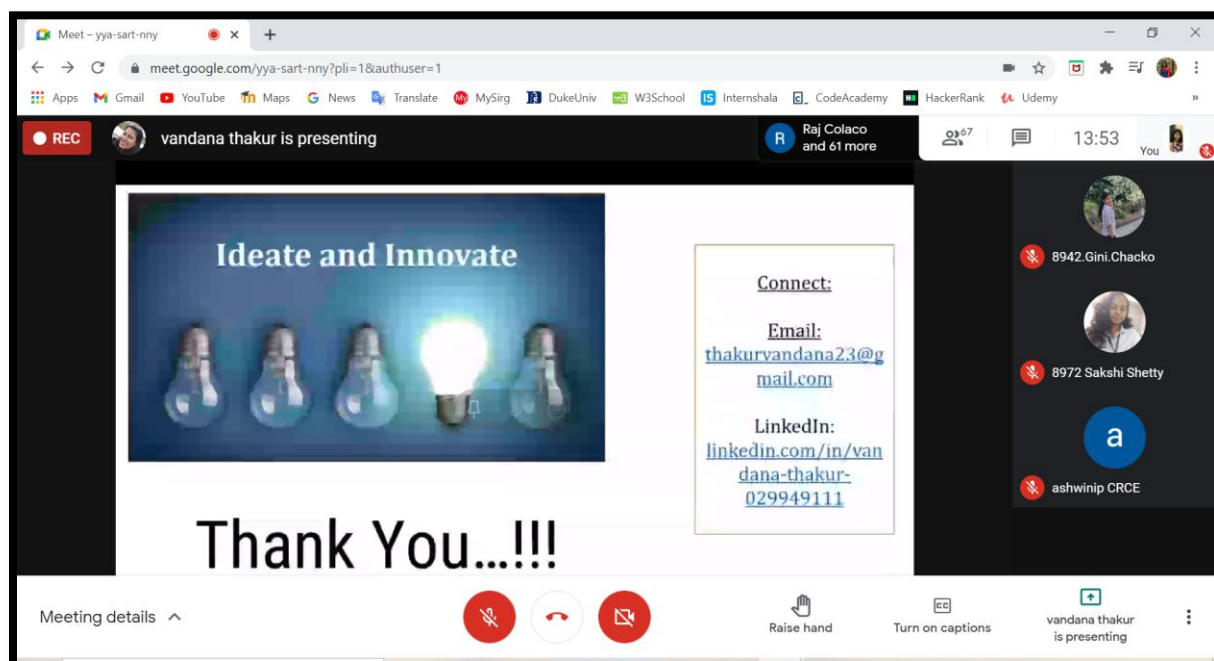 Meet – yya-sart-nny
meet.google.com/yya-sart-nny?pli=1&authuser=1
Apps Gmail YouTube Maps News Translate MySirg DukeUniv W3School Internshala CodeAcademy HackerRank Udemy »
REC vandana thakur is presenting
R Raj Colaco
and 61 more
67
13:53
You
Ideate and Innovate
Connect:
Email:
thakurvandana23@g
mail.com
LinkedIn:
linkedin.com/in/van
dana-thakur-
029949111
Thank You...!!!
8942.Gini.Chacko
8972 Sakshi Shetty
a
ashwinip CRCE
Meeting details
Raise hand
Turn on captions
vandana thakur
is presenting